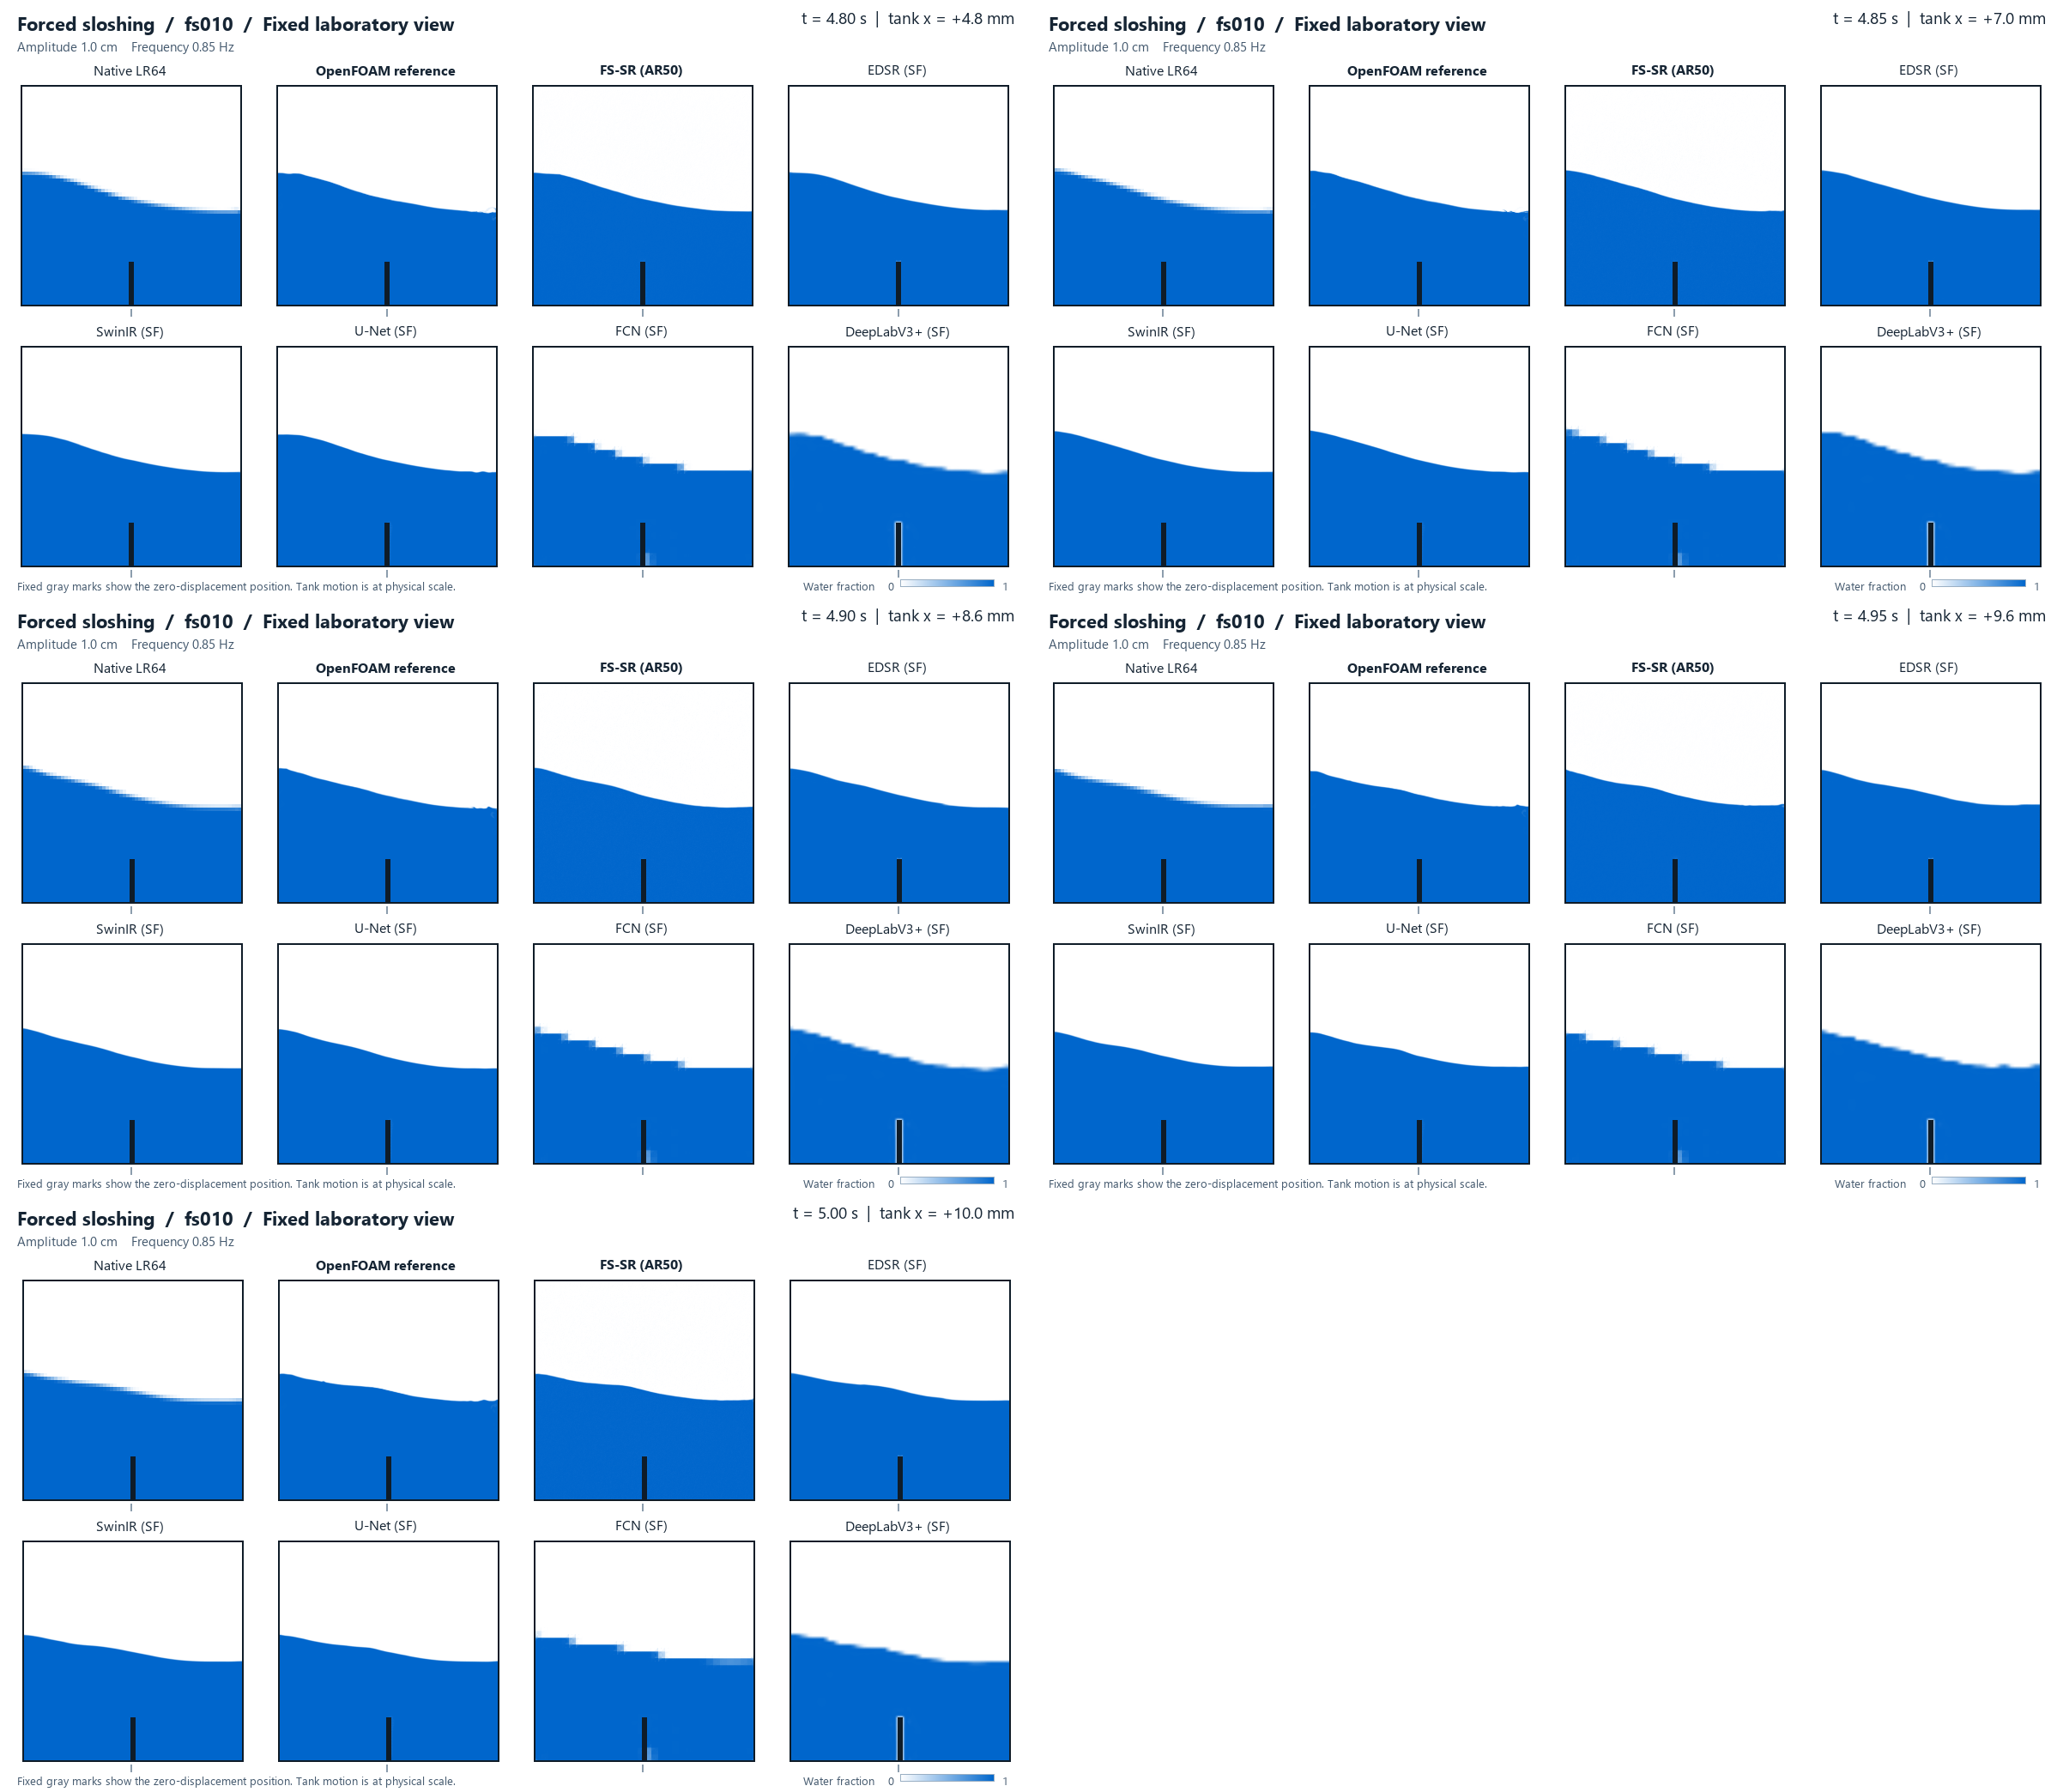 Forced sloshing / fs010 / Fixed laboratory view
t = 4.80 s | tank x = +4.8 mm
Amplitude 1.0 cm Frequency 0.85 Hz
Native LR64
OpenFOAM reference
FS-SR (AR50)
EDSR (SF)
SwinIR (SF)
U-Net (SF)
FCN (SF)
DeepLabV3+ (SF)
Fixed gray marks show the zero-displacement position. Tank motion is at physical scale.
Water fraction 0 1
Forced sloshing / fs010 / Fixed laboratory view
t = 4.85 s | tank x = +7.0 mm
Amplitude 1.0 cm Frequency 0.85 Hz
Native LR64
OpenFOAM reference
FS-SR (AR50)
EDSR (SF)
SwinIR (SF)
U-Net (SF)
FCN (SF)
DeepLabV3+ (SF)
Fixed gray marks show the zero-displacement position. Tank motion is at physical scale.
Water fraction 0 1
Forced sloshing / fs010 / Fixed laboratory view
t = 4.90 s | tank x = +8.6 mm
Amplitude 1.0 cm Frequency 0.85 Hz
Native LR64
OpenFOAM reference
FS-SR (AR50)
EDSR (SF)
SwinIR (SF)
U-Net (SF)
FCN (SF)
DeepLabV3+ (SF)
Fixed gray marks show the zero-displacement position. Tank motion is at physical scale.
Water fraction 0 1
Forced sloshing / fs010 / Fixed laboratory view
t = 4.95 s | tank x = +9.6 mm
Amplitude 1.0 cm Frequency 0.85 Hz
Native LR64
OpenFOAM reference
FS-SR (AR50)
EDSR (SF)
SwinIR (SF)
U-Net (SF)
FCN (SF)
DeepLabV3+ (SF)
Fixed gray marks show the zero-displacement position. Tank motion is at physical scale.
Water fraction 0 1
Forced sloshing / fs010 / Fixed laboratory view
t = 5.00 s | tank x = +10.0 mm
Amplitude 1.0 cm Frequency 0.85 Hz
Native LR64
OpenFOAM reference
FS-SR (AR50)
EDSR (SF)
SwinIR (SF)
U-Net (SF)
FCN (SF)
DeepLabV3+ (SF)
Fixed gray marks show the zero-displacement position. Tank motion is at physical scale.
Water fraction 0 1